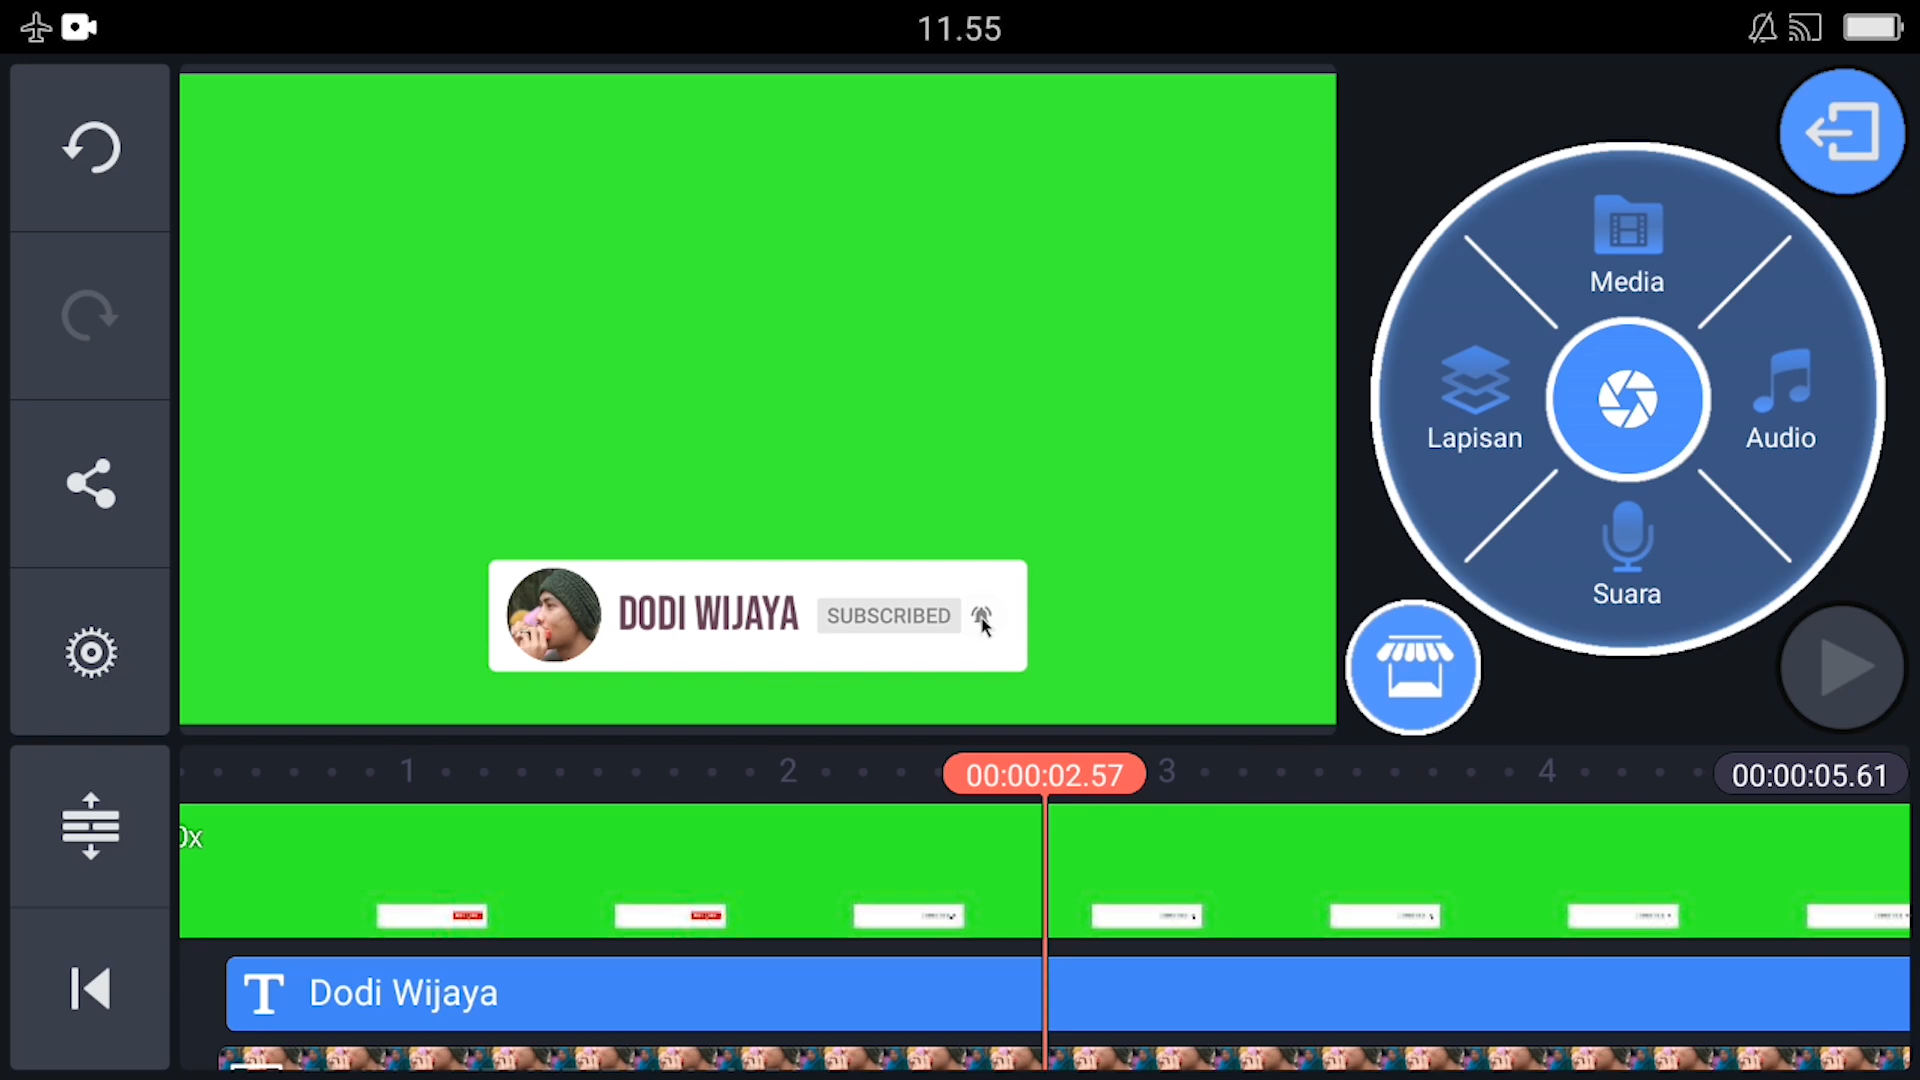 11.55
Media
Lapisan
Audio
Suara
DODI WIJAYA
SUBSCRIBED
1
2
00:00:02.57
3
4
00:00:05.61
0x
T Dodi Wijaya